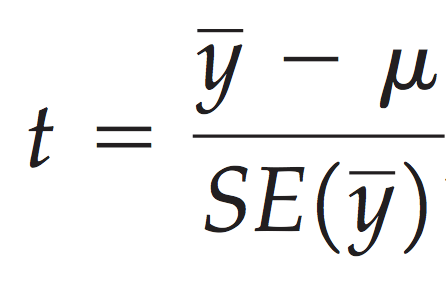 t = (ȳ − μ) / SE(ȳ)